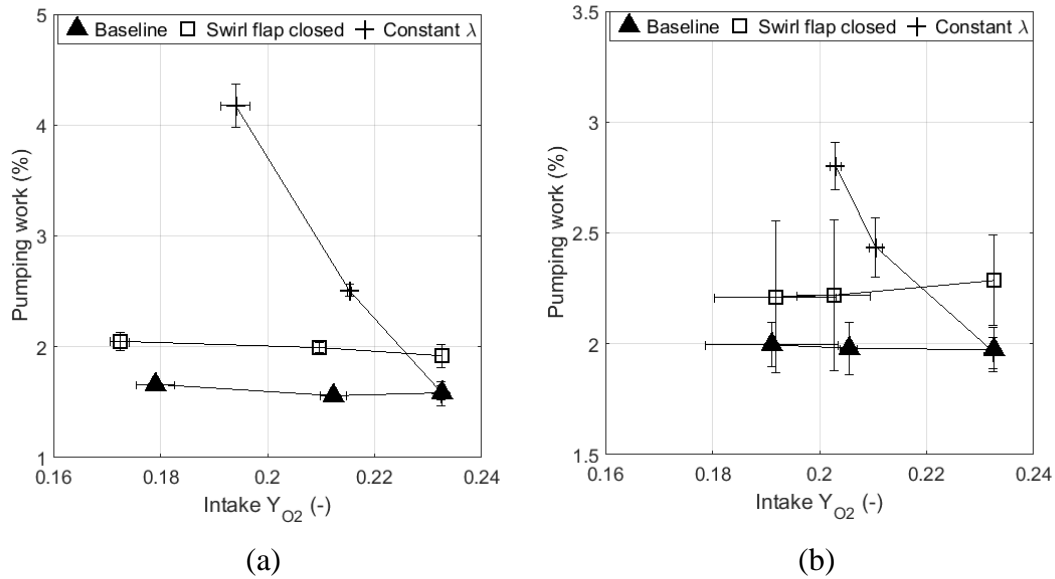 Baseline Swirl flap closed Constant λ
Pumping work (%)
5
4
3
2
1
0.16 0.18 0.2 0.22 0.24
Intake Y_O2 (-)
(a)
Baseline Swirl flap closed Constant λ
Pumping work (%)
3.5
3
2.5
2
1.5
0.16 0.18 0.2 0.22 0.24
Intake Y_O2 (-)
(b)